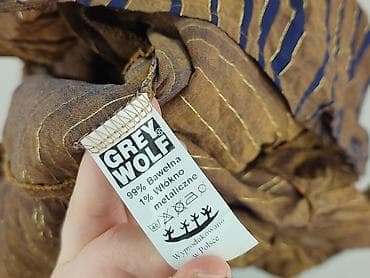 GREY
WOLF
99% Bawełna
1% Włókno
metaliczne
Wyprodukowano
w Polsce